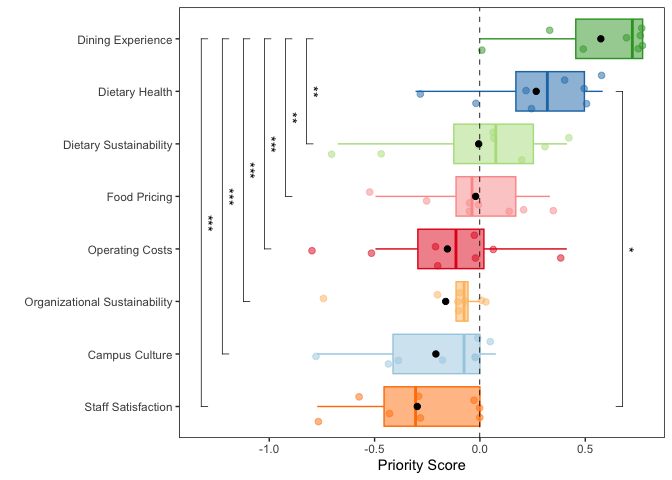 Dining Experience
Dietary Health
Dietary Sustainability
Food Pricing
Operating Costs
Organizational Sustainability
Campus Culture
Staff Satisfaction
**
**
***
***
***
***
*
-1.0
-0.5
0.0
0.5
Priority Score